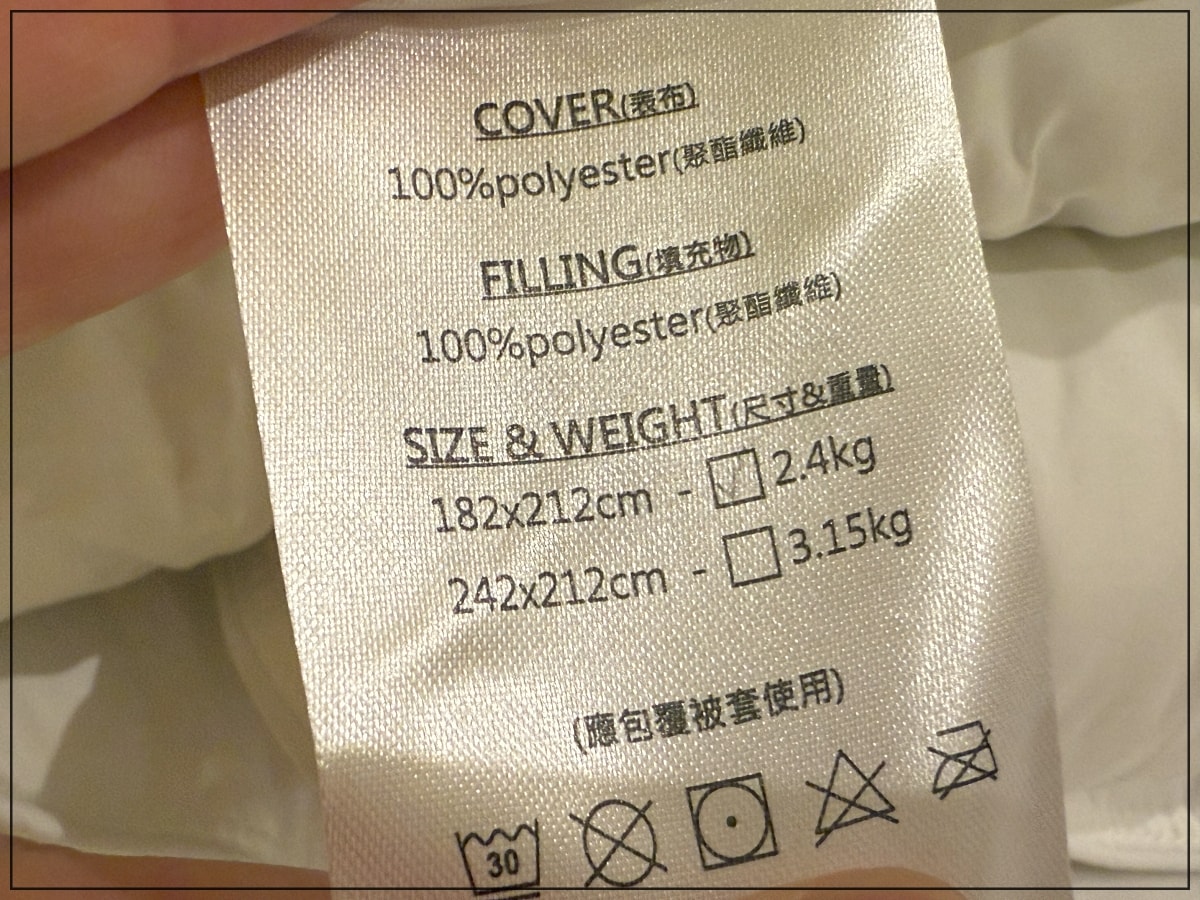 COVER(表布)
100%polyester(聚酯纖維)
FILLING(填充物)
100%polyester(聚酯纖維)
SIZE & WEIGHT(尺寸&重量)
182x212cm - ☑ 2.4kg
242x212cm - ☐ 3.15kg
(應包覆被套使用)
30